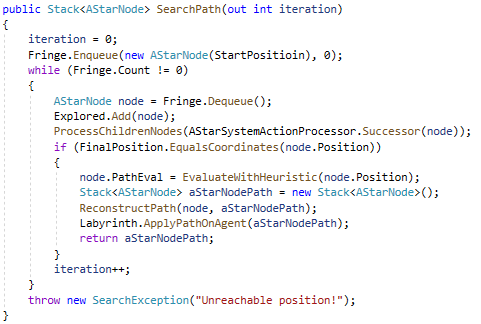 public Stack<AStarNode> SearchPath(out int iteration)
{
iteration = 0;
Fringe.Enqueue(new AStarNode(StartPositioin), 0);
while (Fringe.Count != 0)
{
AStarNode node = Fringe.Dequeue();
Explored.Add(node);
ProcessChildrenNodes(AStarSystemActionProcessor.Successor(node));
if (FinalPosition.EqualsCoordinates(node.Position))
{
node.PathEval = EvaluateWithHeuristic(node.Position);
Stack<AStarNode> aStarNodePath = new Stack<AStarNode>();
ReconstructPath(node, aStarNodePath);
Labyrinth.ApplyPathOnAgent(aStarNodePath);
return aStarNodePath;
}
iteration++;
}
throw new SearchException("Unreachable position!");
}